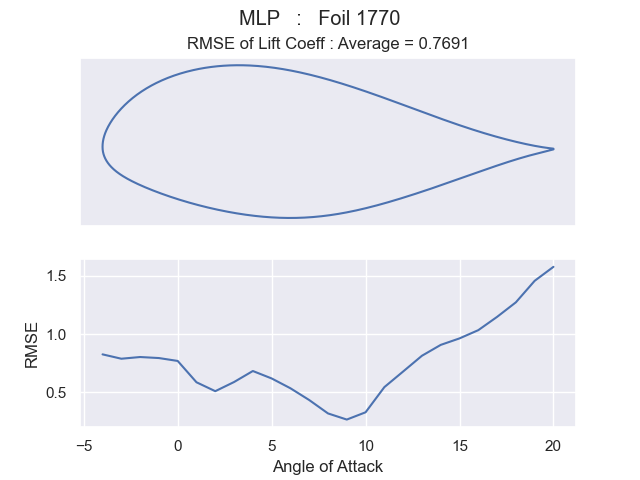 MLP : Foil 1770
RMSE of Lift Coeff : Average = 0.7691
1.5
1.0
0.5
RMSE
−5 0 5 10 15 20
Angle of Attack